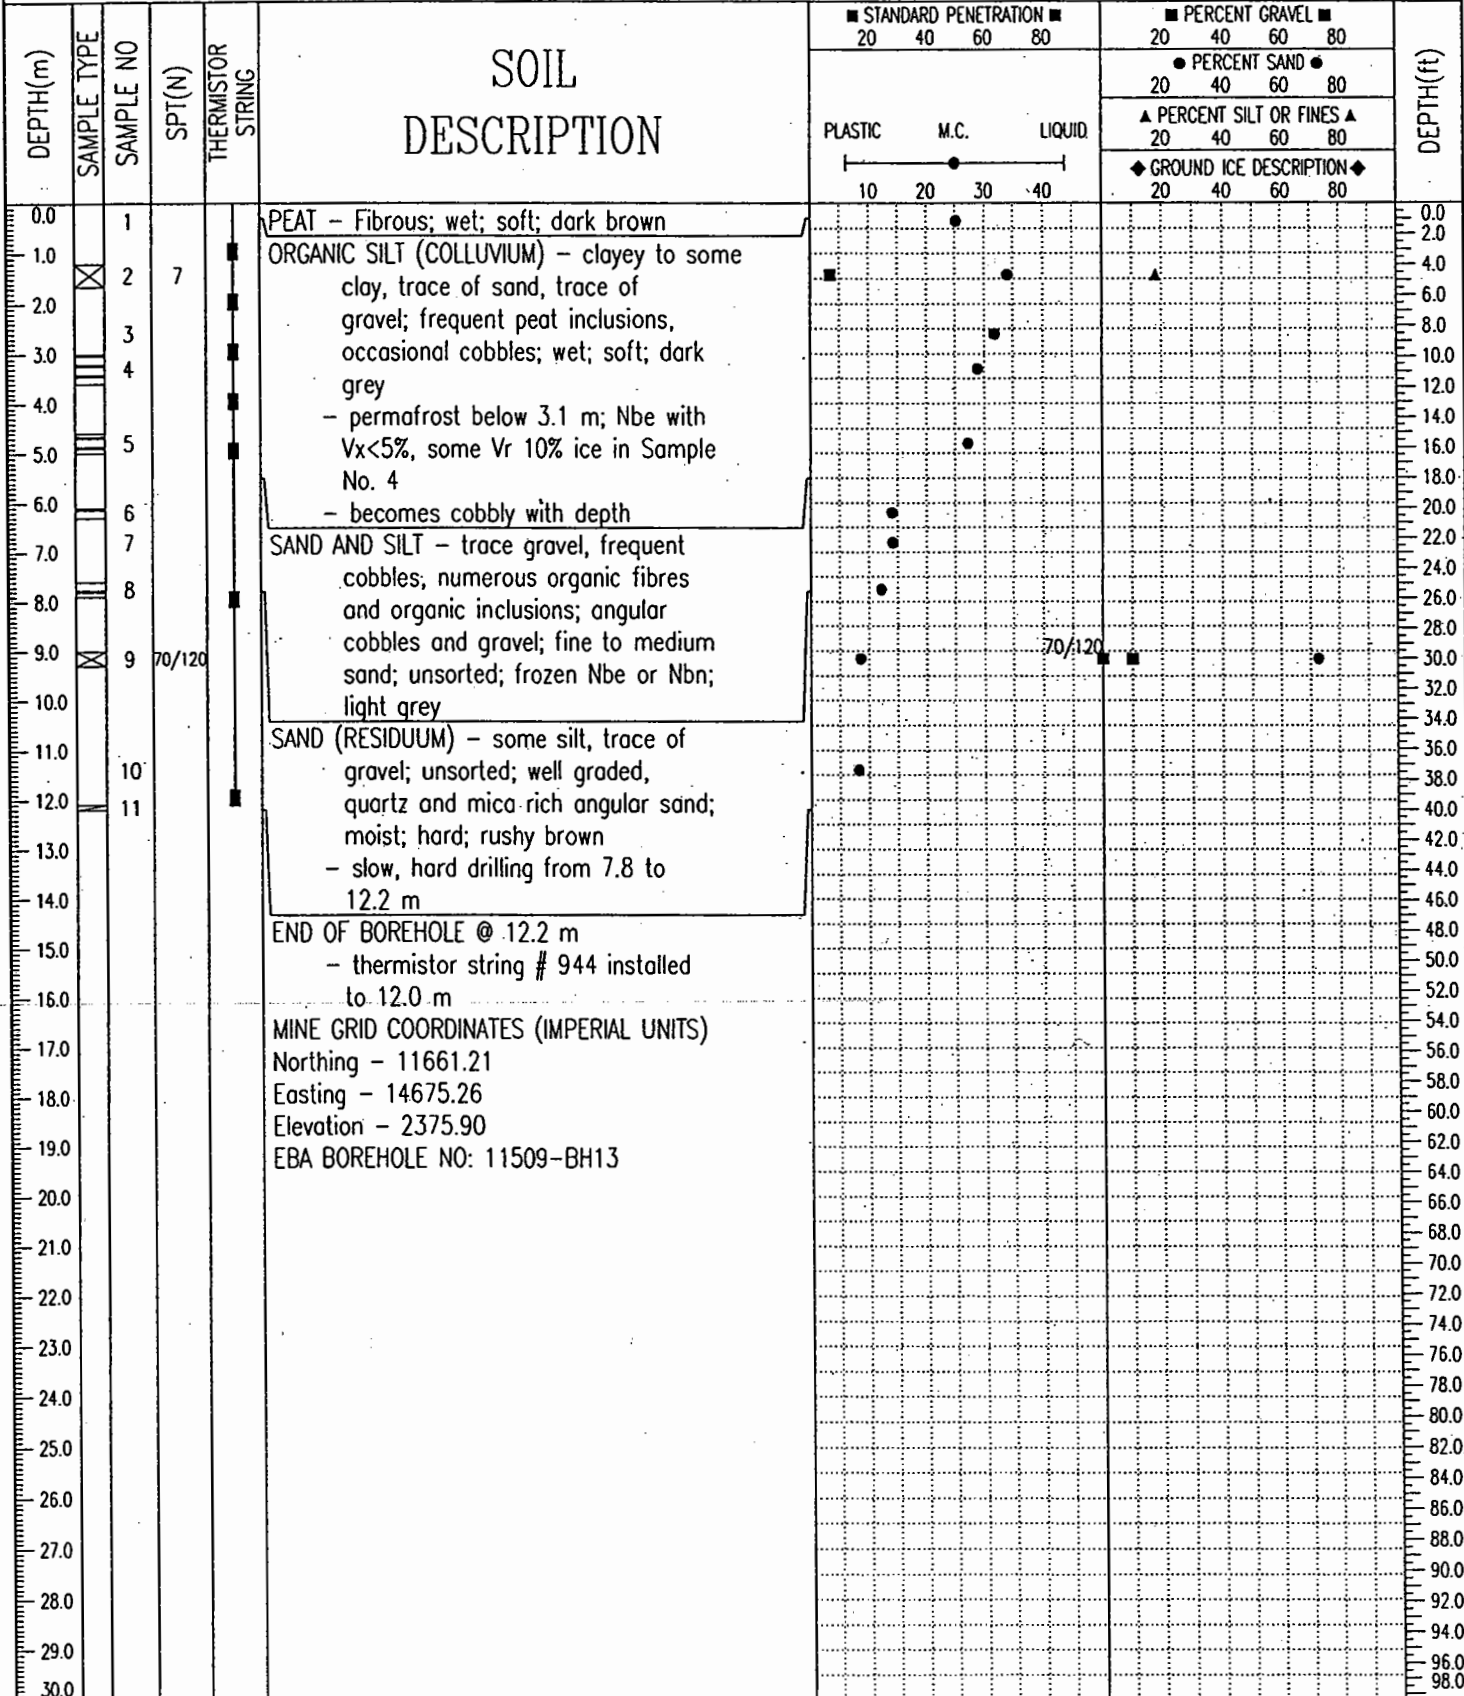 DEPTH(m)
SAMPLE TYPE
SAMPLE NO
SPT(N)
THERMISTOR
STRING
SOIL
DESCRIPTION
■ STANDARD PENETRATION ■
20 40 60 80
PLASTIC M.C. LIQUID
10 20 30 40
■ PERCENT GRAVEL ■
20 40 60 80
● PERCENT SAND ●
20 40 60 80
▲ PERCENT SILT OR FINES ▲
20 40 60 80
◆ GROUND ICE DESCRIPTION ◆
20 40 60 80
DEPTH(ft)
0.0
1.0
2.0
3.0
4.0
5.0
6.0
7.0
8.0
9.0
10.0
11.0
12.0
13.0
14.0
15.0
16.0
17.0
18.0
19.0
20.0
21.0
22.0
23.0
24.0
25.0
26.0
27.0
28.0
29.0
30.0
1
2
3
4
5
6
7
8
9
10
11
7
70/120
PEAT – Fibrous; wet; soft; dark brown
ORGANIC SILT (COLLUVIUM) – clayey to some
clay, trace of sand, trace of
gravel; frequent peat inclusions,
occasional cobbles; wet; soft; dark
grey
– permafrost below 3.1 m; Nbe with
Vx<5%, some Vr 10% ice in Sample
No. 4
– becomes cobbly with depth
SAND AND SILT – trace gravel, frequent
cobbles, numerous organic fibres
and organic inclusions; angular
cobbles and gravel; fine to medium
sand; unsorted; frozen Nbe or Nbn;
light grey
SAND (RESIDUUM) – some silt, trace of
gravel; unsorted; well graded,
quartz and mica rich angular sand;
moist; hard; rushy brown
– slow, hard drilling from 7.8 to
12.2 m
END OF BOREHOLE @ 12.2 m
– thermistor string # 944 installed
to 12.0 m
MINE GRID COORDINATES (IMPERIAL UNITS)
Northing – 11661.21
Easting – 14675.26
Elevation – 2375.90
EBA BOREHOLE NO: 11509-BH13
70/120
0.0
2.0
4.0
6.0
8.0
10.0
12.0
14.0
16.0
18.0
20.0
22.0
24.0
26.0
28.0
30.0
32.0
34.0
36.0
38.0
40.0
42.0
44.0
46.0
48.0
50.0
52.0
54.0
56.0
58.0
60.0
62.0
64.0
66.0
68.0
70.0
72.0
74.0
76.0
78.0
80.0
82.0
84.0
86.0
88.0
90.0
92.0
94.0
96.0
98.0